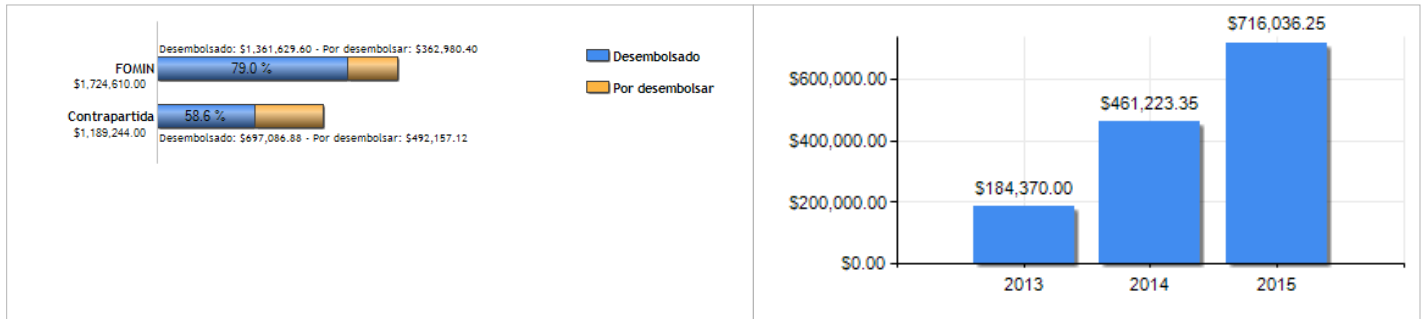 Desembolsado: $1,361,629.60 - Por desembolsar: $362,980.40
FOMIN
$1,724,610.00
79.0 %
Contrapartida
$1,189,244.00
58.6 %
Desembolsado: $697,086.88 - Por desembolsar: $492,157.12
Desembolsado
Por desembolsar
$716,036.25
$600,000.00
$461,223.35
$400,000.00
$184,370.00
$200,000.00
$0.00
2013 2014 2015